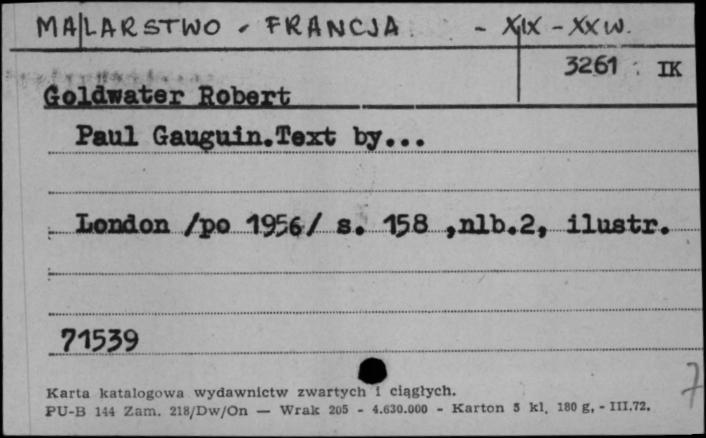 MALARSTWO - FRANCJA - XIX - XX W.
3261 IK
Goldwater Robert
Paul Gauguin.Text by...
London /po 1956/ s. 158 ,nlb.2, ilustr.
71539
7
Karta katalogowa wydawnictw zwartych i ciągłych.
PU-B 144 Zam. 218/Dw/On — Wrak 205 - 4.630.000 - Karton 5 kl. 180 g, - III.72.